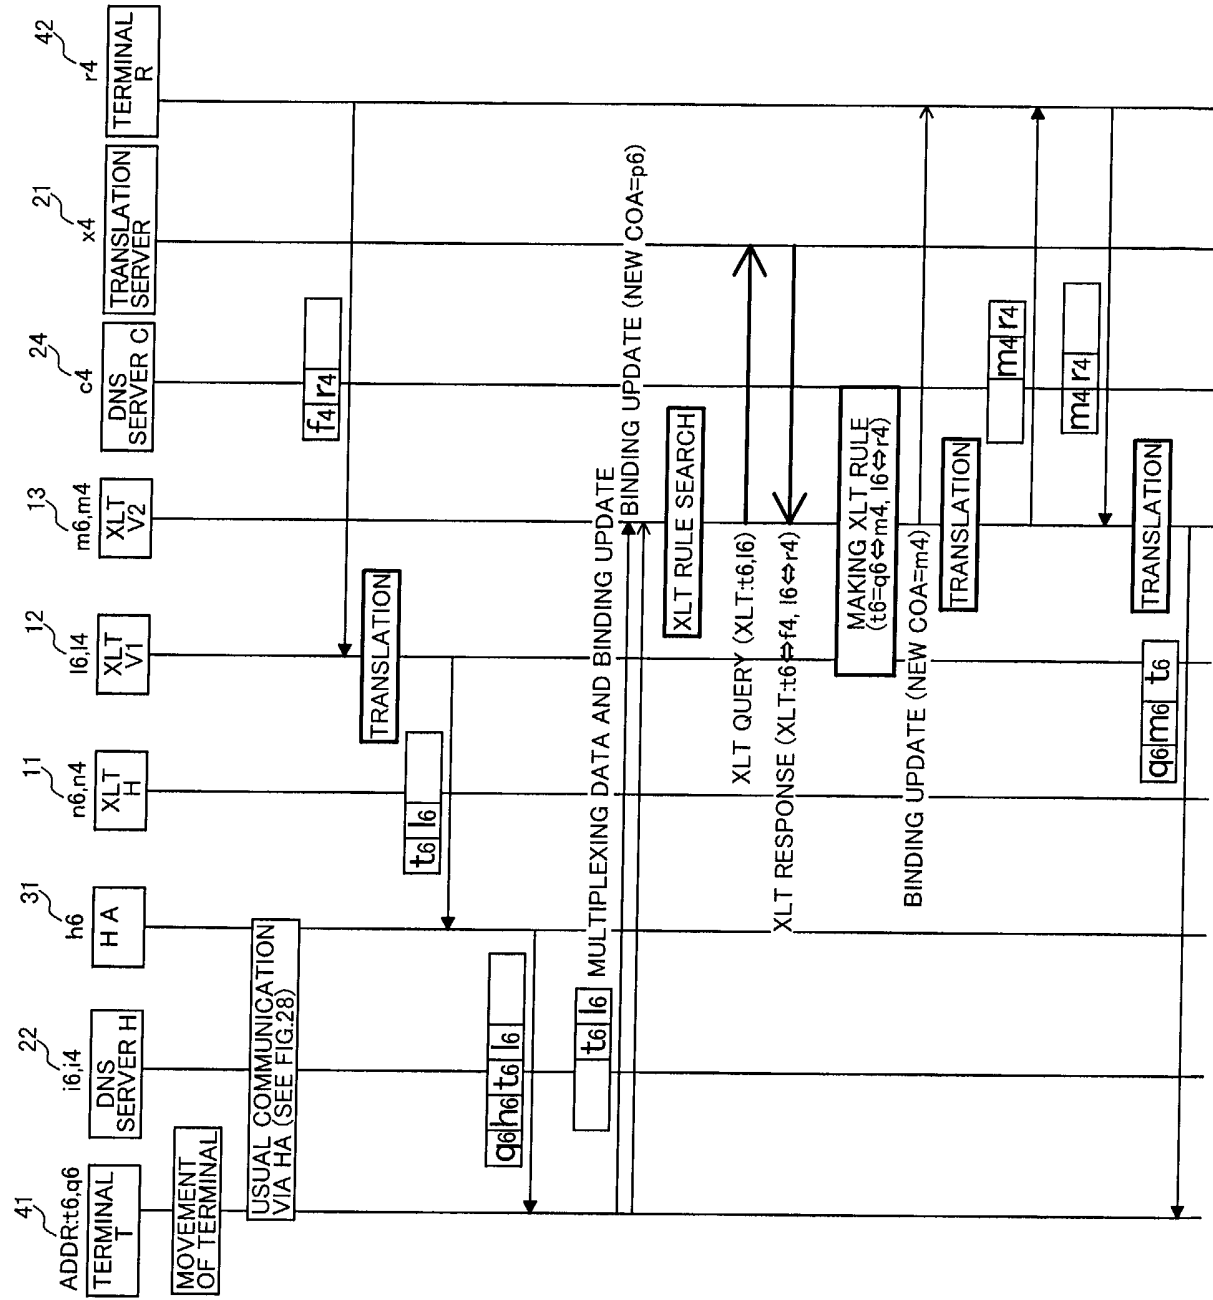 41
ADDR:t6,q6
TERMINAL
T
22
i6,i4
DNS
SERVER H
31
h6
H A
11
n6,n4
XLT
H
12
l6,l4
XLT
V1
13
m6,m4
XLT
V2
24
c4
DNS
SERVER C
21
x4
TRANSLATION
SERVER
42
r4
TERMINAL
R
MOVEMENT
OF TERMINAL
USUAL COMMUNICATION
VIA HA (SEE FIG.28)
f4 r4
TRANSLATION
t6 l6
q6 h6 t6 l6
t6 l6
MULTIPLEXING DATA AND BINDING UPDATE
BINDING UPDATE (NEW COA=p6)
XLT RULE SEARCH
XLT QUERY (XLT:t6,l6)
XLT RESPONSE (XLT:t6⇔f4, l6⇔r4)
MAKING XLT RULE
(t6=q6⇔m4, l6⇔r4)
BINDING UPDATE (NEW COA=m4)
TRANSLATION
m4 r4
m4 r4
TRANSLATION
q6 m6 t6